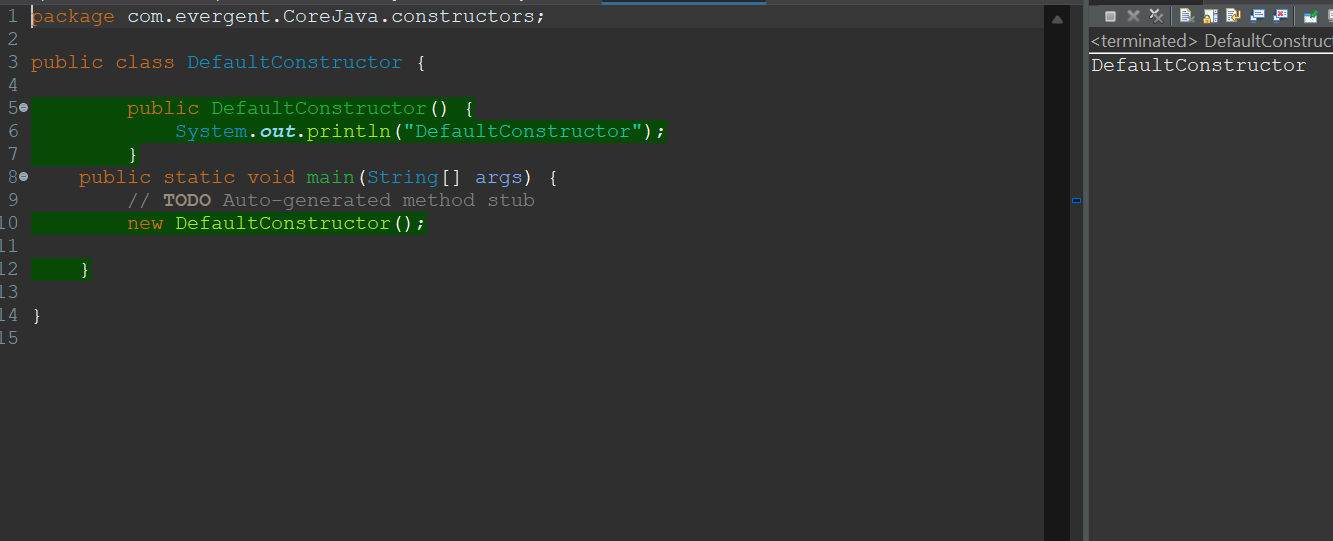 1 package com.evergent.CoreJava.constructors;
2
3 public class DefaultConstructor {
4
5 public DefaultConstructor() {
6 System.out.println("DefaultConstructor");
7 }
8 public static void main(String[] args) {
9 // TODO Auto-generated method stub
10 new DefaultConstructor();
11
12 }
13
14 }
15
<terminated> DefaultConstruct
DefaultConstructor